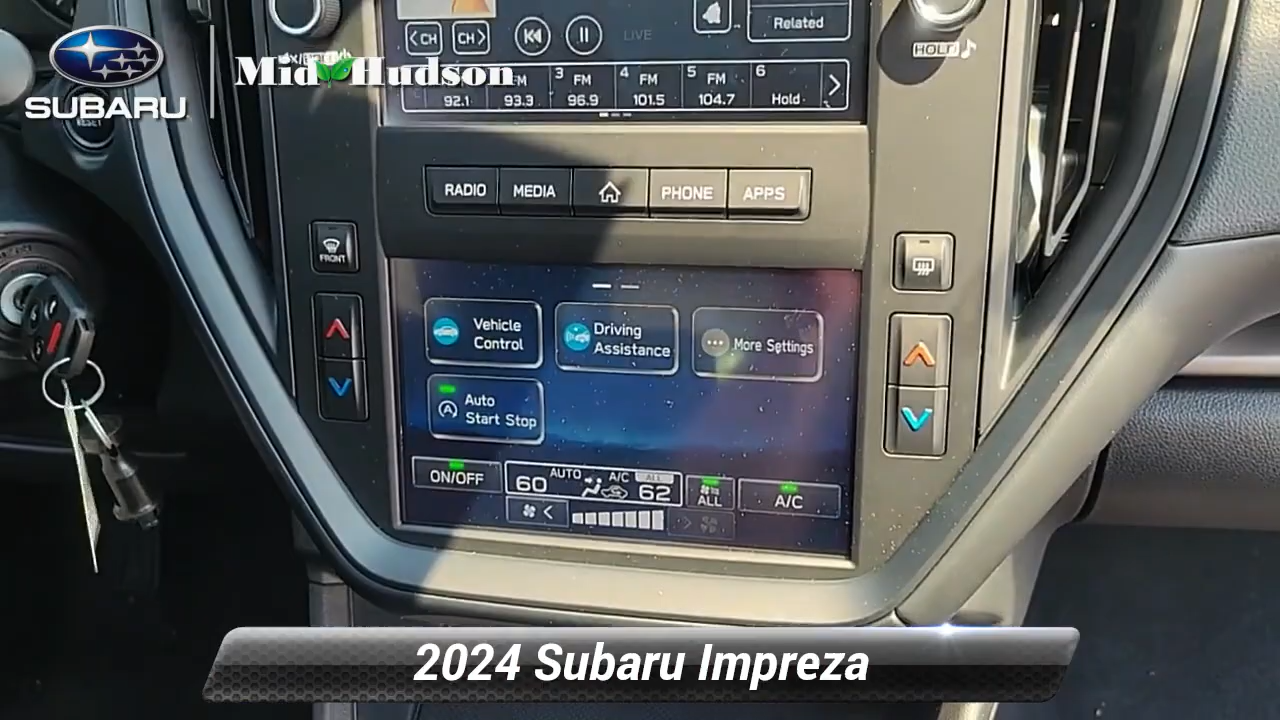 SUBARU
Mid Hudson
CH CH LIVE
Related
HOLD
3 FM 4 FM 5 FM 6
92.1 93.3 96.9 101.5 104.7 Hold
RADIO MEDIA PHONE APPS
FRONT
Vehicle Control
Driving Assistance
More Settings
Auto Start Stop
ON/OFF
AUTO A/C ALL
60 62
ALL
A/C
2024 Subaru Impreza